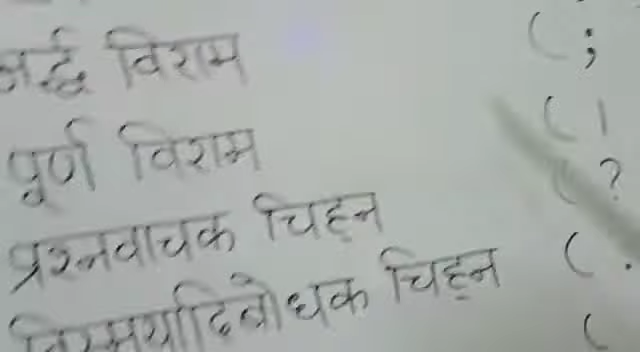 अर्द्ध विराम ( ;
पूर्ण विराम ( ।
प्रश्नवाचक चिह्न ( ?
विस्मयादिबोधक चिह्न ( .
(